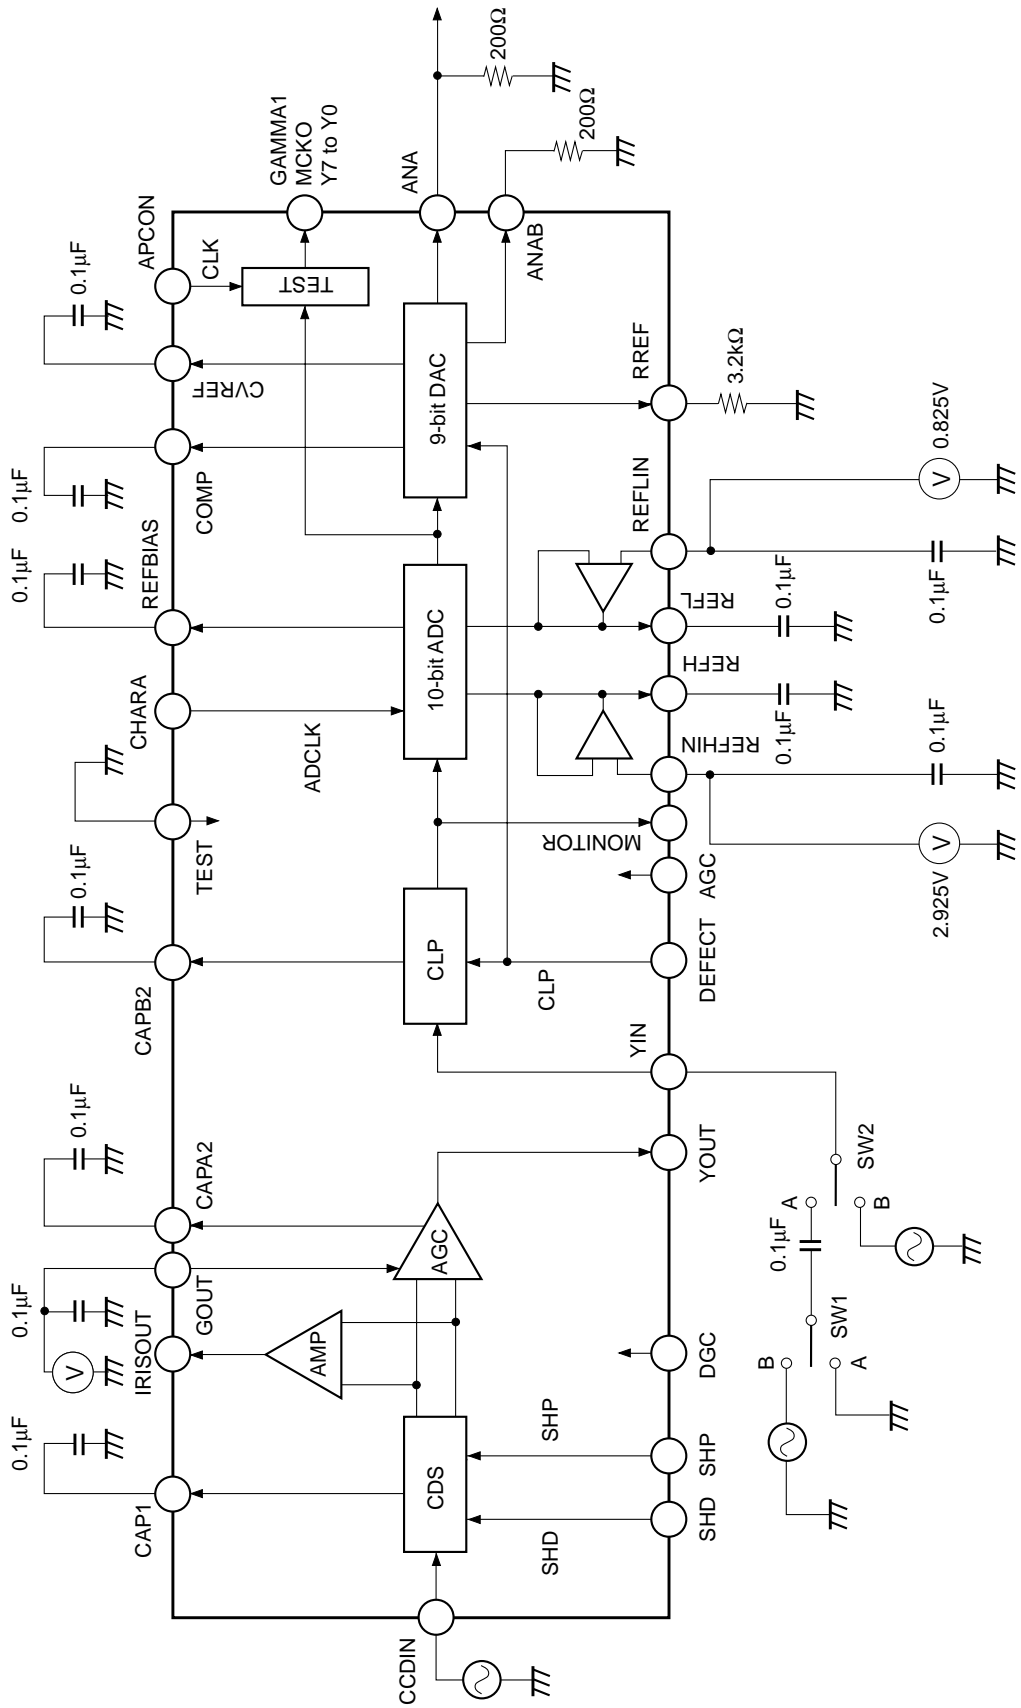 CCDIN
CAP1
0.1µF
IRISOUT
V
GOUT
0.1µF
CAPA2
0.1µF
CAPB2
0.1µF
TEST
CHARA
ADCLK
REFBIAS
0.1µF
COMP
0.1µF
CVREF
0.1µF
APCON
CLK
TEST
GAMMA1
MCKO
Y7 to Y0
CDS
AMP
AGC
CLP
10-bit ADC
9-bit DAC
ANA
200Ω
ANAB
200Ω
SHD
SHP
CLP
SHD
SHP
DGC
YOUT
YIN
DEFECT
AGC
MONITOR
REFHIN
REFH
REFL
REFLIN
RREF
3.2kΩ
0.1µF
0.1µF
0.1µF
0.1µF
V
2.925V
V
0.825V
B
A
SW1
0.1µF
A
B
SW2